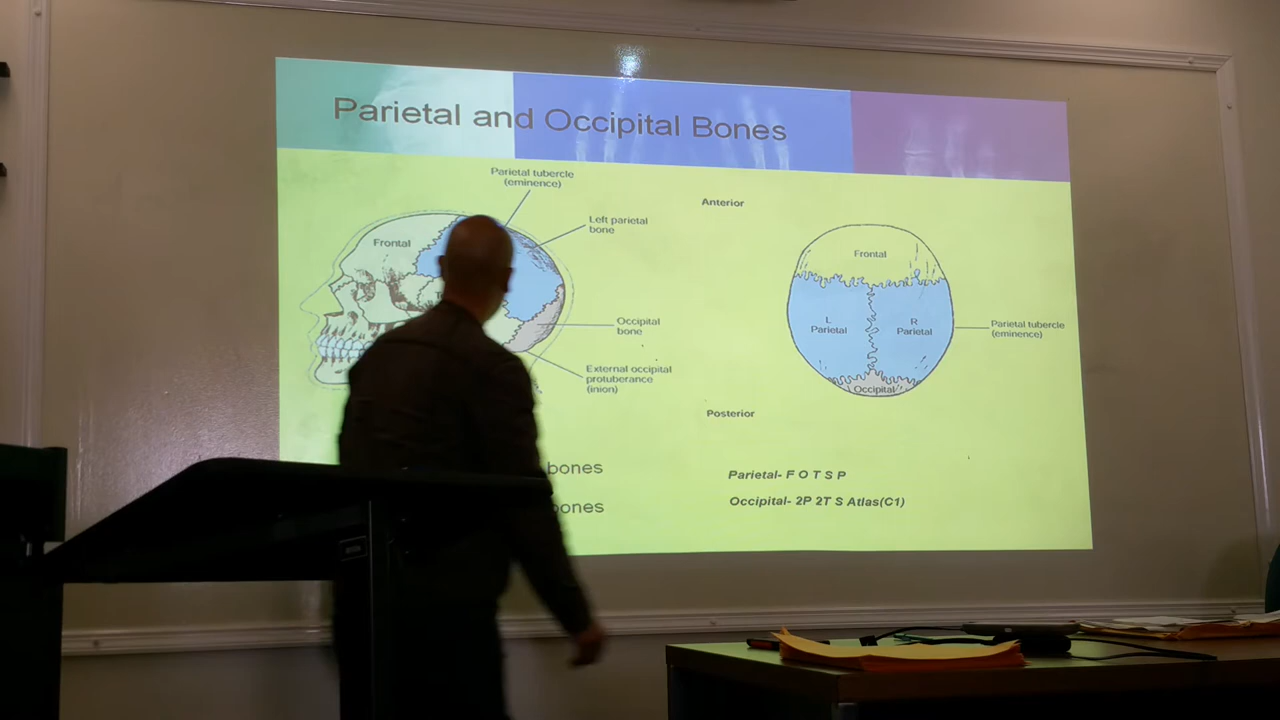 Parietal and Occipital Bones
Parietal tubercle
(eminence)
Left parietal
bone
Frontal
Occipital
bone
External occipital
protuberance
(inion)
Anterior
Frontal
L
Parietal
R
Parietal
Parietal tubercle
(eminence)
Occipital
Posterior
bones
bones
Parietal- F O T S P
Occipital- 2P 2T S Atlas(C1)